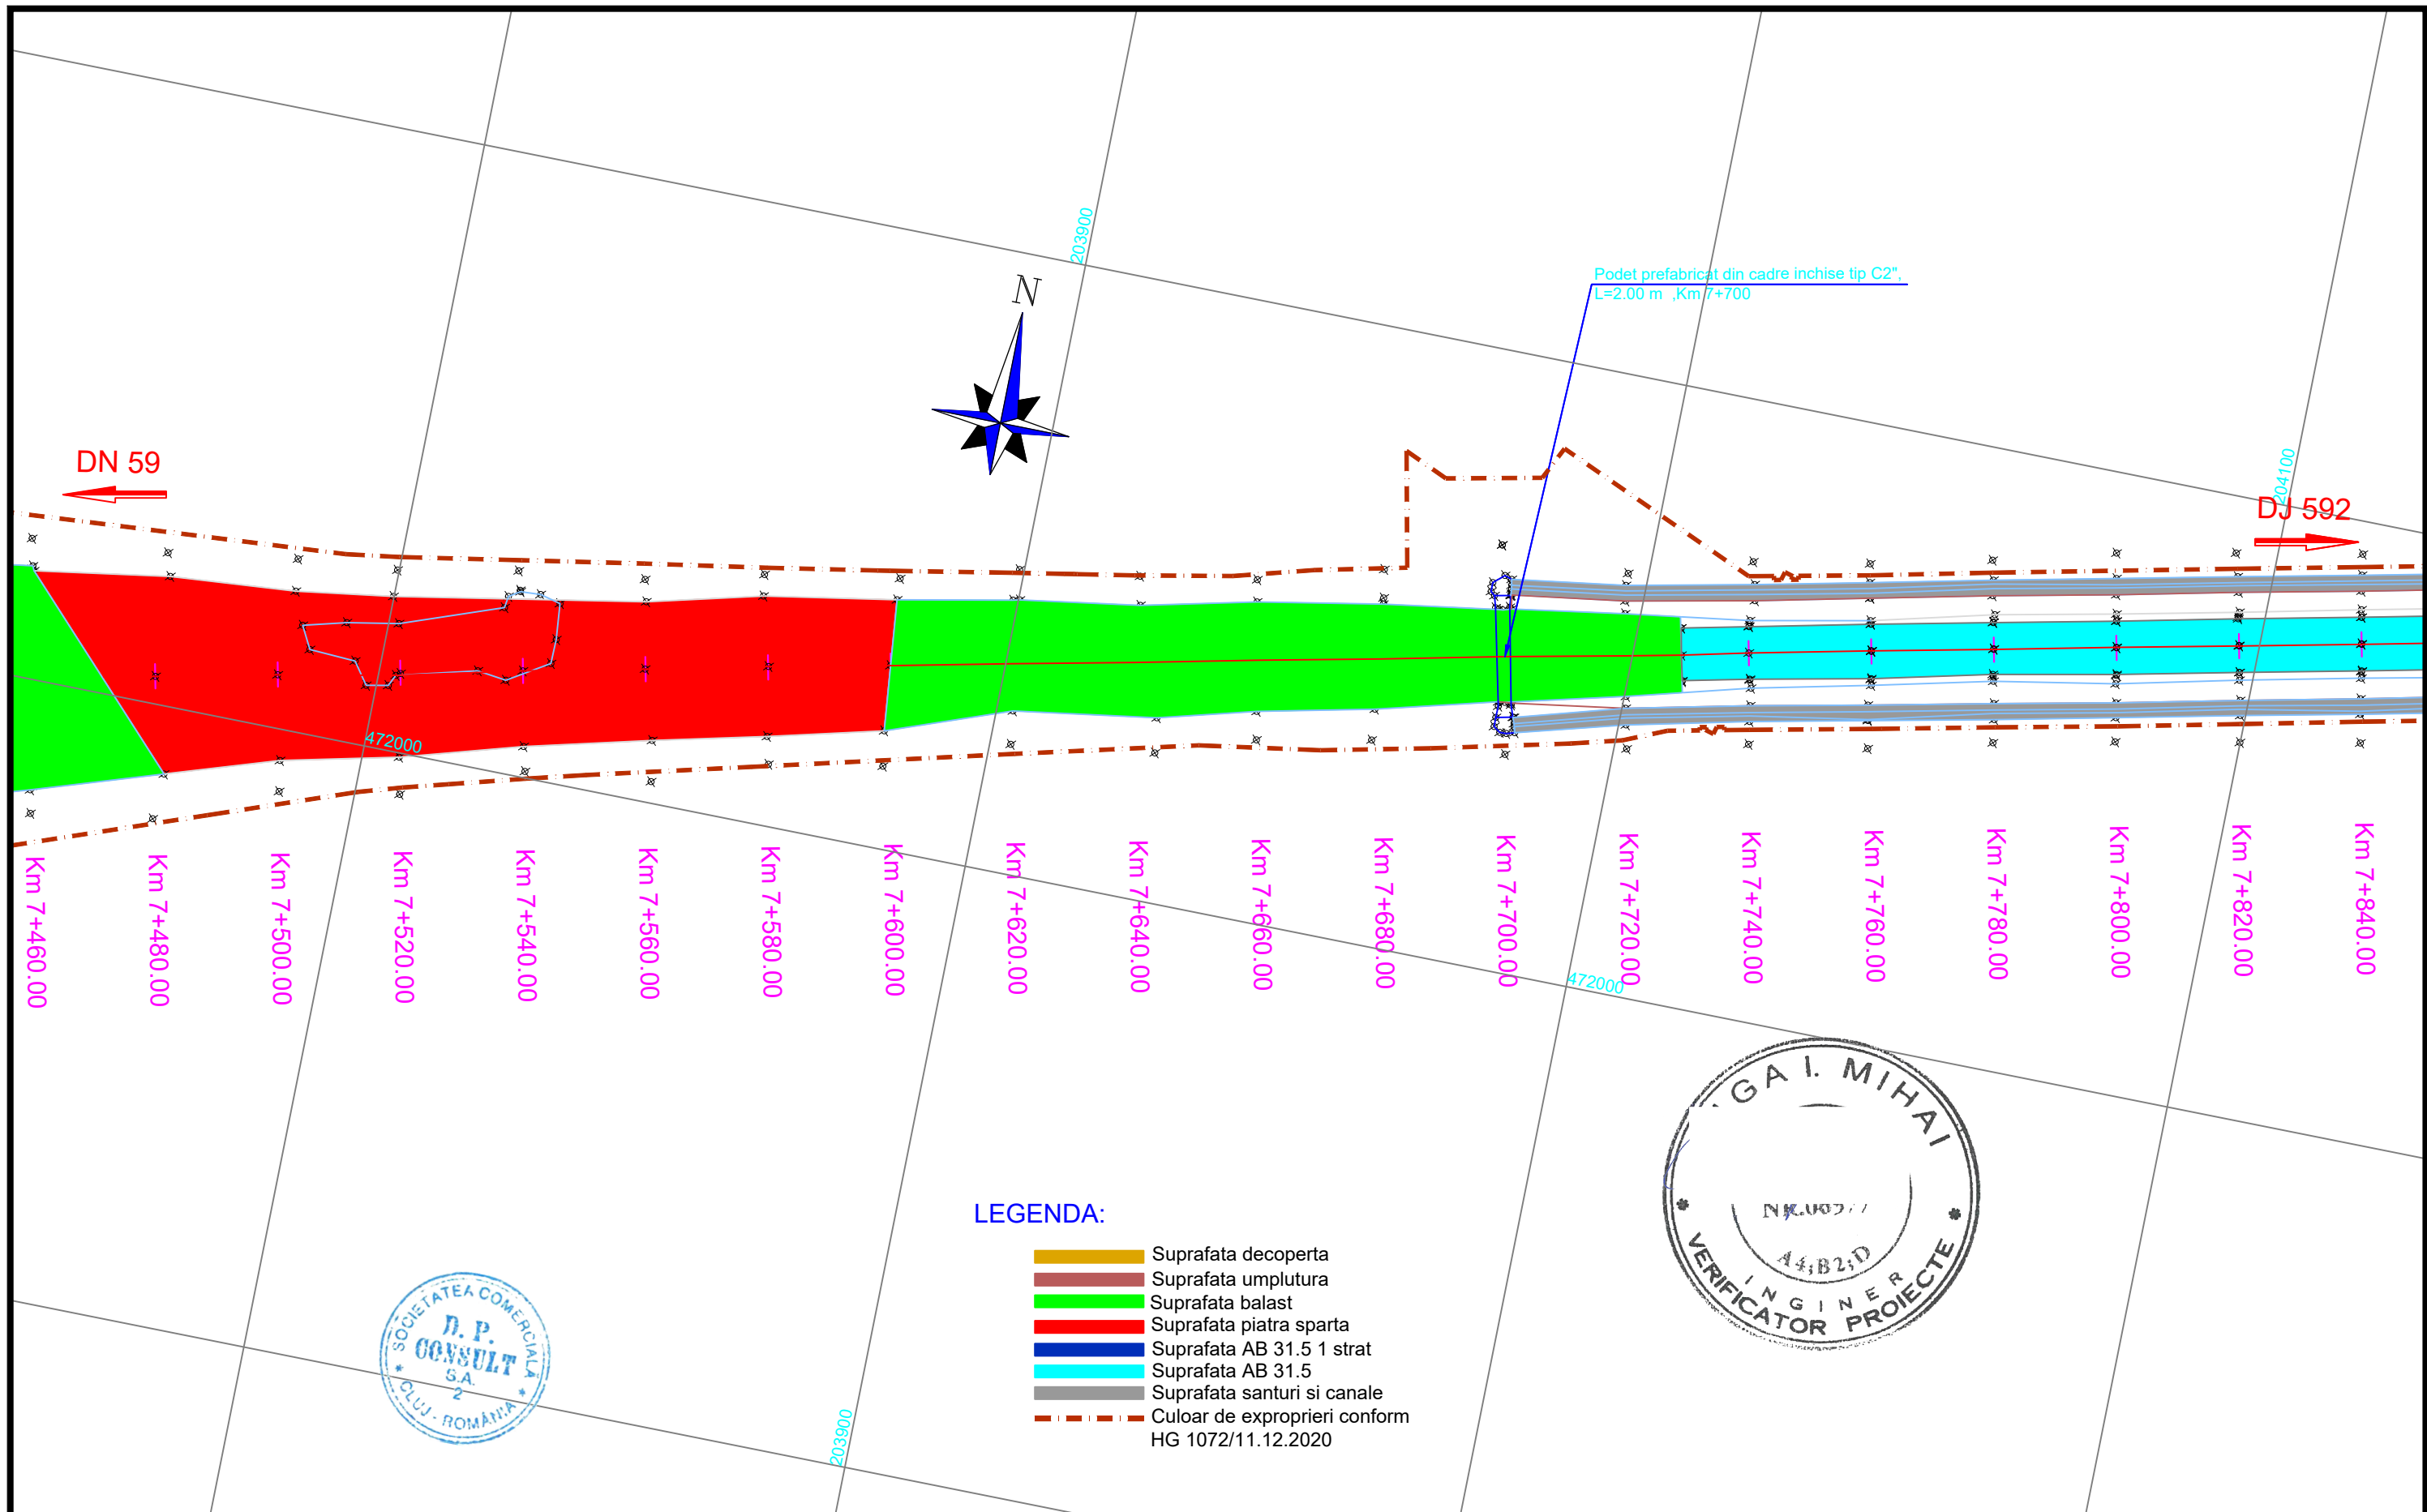 203900
N
Podet prefabricat din cadre inchise tip C2",
L=2.00 m ,Km 7+700
DN 59
204100
DJ 592
472000
Km 7+460.00
Km 7+480.00
Km 7+500.00
Km 7+520.00
Km 7+540.00
Km 7+560.00
Km 7+580.00
Km 7+600.00
Km 7+620.00
Km 7+640.00
Km 7+660.00
Km 7+680.00
Km 7+700.00
Km 7+720.00
Km 7+740.00
Km 7+760.00
Km 7+780.00
Km 7+800.00
Km 7+820.00
Km 7+840.00
472000
GA I. MIHAI
A4;B2;D
INGINER
VERIFICATOR PROIECTE
LEGENDA:
Suprafata decoperta
Suprafata umplutura
Suprafata balast
Suprafata piatra sparta
Suprafata AB 31.5 1 strat
Suprafata AB 31.5
Suprafata santuri si canale
Culoar de exproprieri conform
HG 1072/11.12.2020
SOCIETATEA COMERCIALĂ
D. P.
CONSULT
S.A.
2
CLUJ - ROMÂNIA
203900